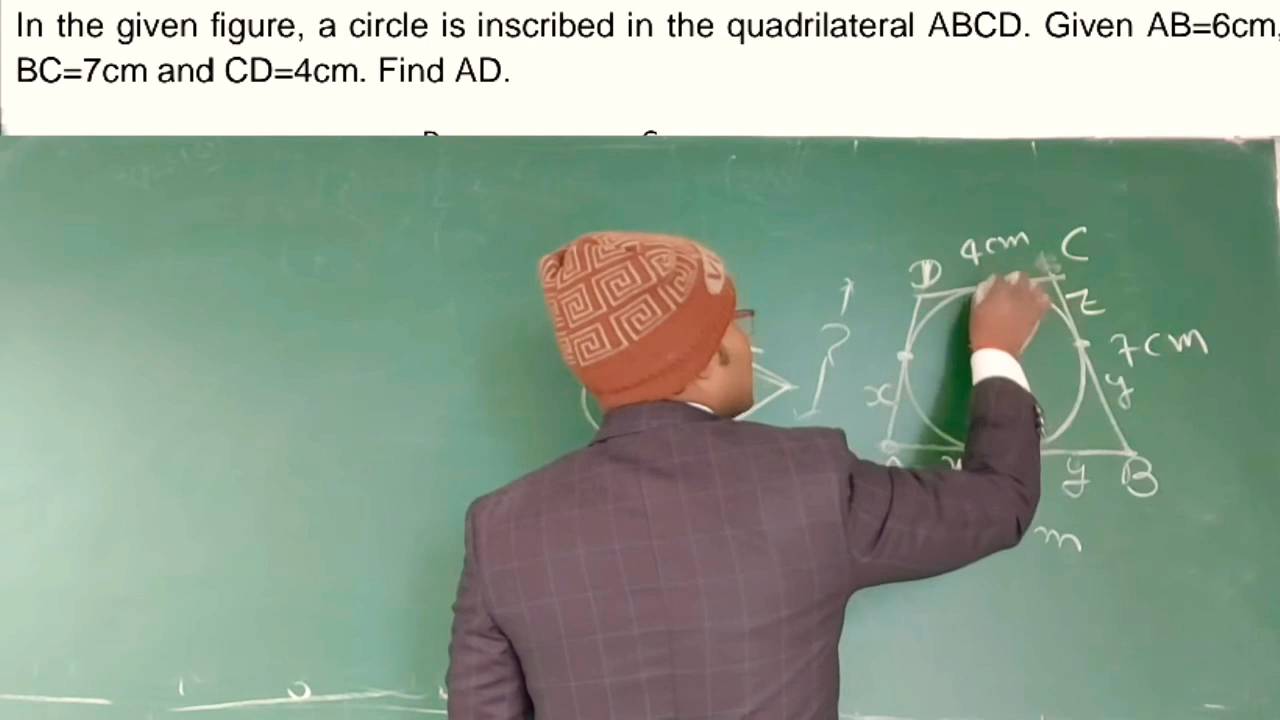 In the given figure, a circle is inscribed in the quadrilateral ABCD. Given AB=6cm,
BC=7cm and CD=4cm. Find AD.
4cm C
D
z
7cm
x y
y B
m